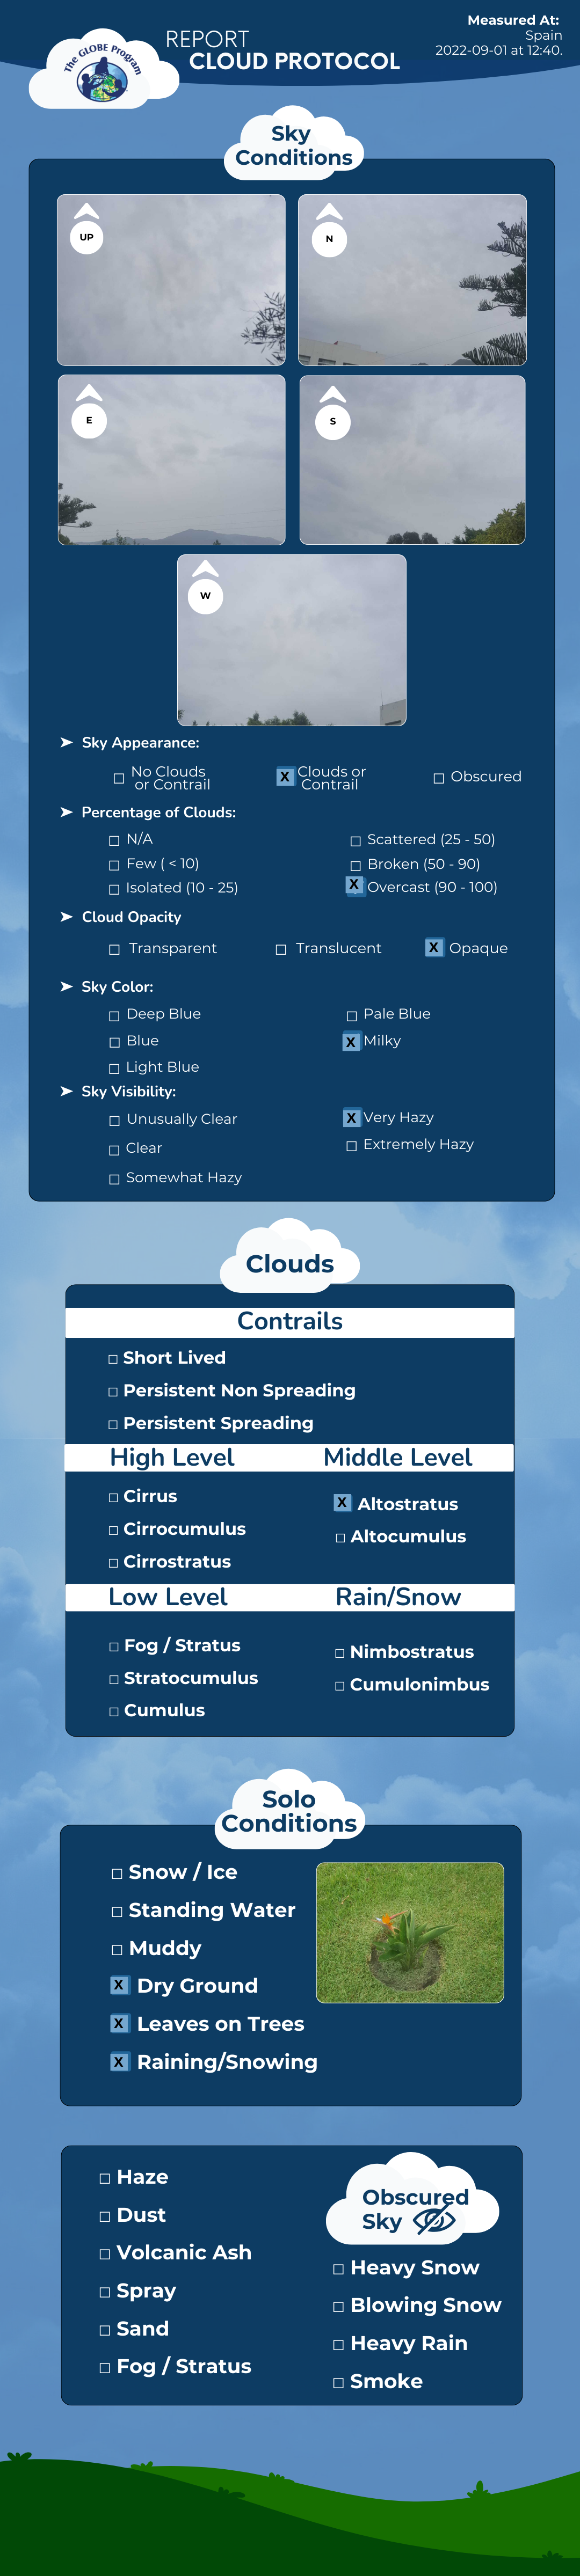 Measured At:
Spain
2022-09-01 at 12:40.
The GLOBE Program
REPORT
CLOUD PROTOCOL
Sky
Conditions
UP
N
E
S
W
➤ Sky Appearance:
☐ No Clouds
or Contrail
X Clouds or
Contrail
☐ Obscured
➤ Percentage of Clouds:
☐ N/A
☐ Few ( < 10)
☐ Isolated (10 - 25)
☐ Scattered (25 - 50)
☐ Broken (50 - 90)
X Overcast (90 - 100)
➤ Cloud Opacity
☐ Transparent
☐ Translucent
X Opaque
➤ Sky Color:
☐ Deep Blue
☐ Blue
☐ Light Blue
☐ Pale Blue
X Milky
➤ Sky Visibility:
☐ Unusually Clear
☐ Clear
☐ Somewhat Hazy
X Very Hazy
☐ Extremely Hazy
Clouds
Contrails
☐ Short Lived
☐ Persistent Non Spreading
☐ Persistent Spreading
High Level
☐ Cirrus
☐ Cirrocumulus
☐ Cirrostratus
Middle Level
X Altostratus
☐ Altocumulus
Low Level
☐ Fog / Stratus
☐ Stratocumulus
☐ Cumulus
Rain/Snow
☐ Nimbostratus
☐ Cumulonimbus
Solo
Conditions
☐ Snow / Ice
☐ Standing Water
☐ Muddy
X Dry Ground
X Leaves on Trees
X Raining/Snowing
☐ Haze
☐ Dust
☐ Volcanic Ash
☐ Spray
☐ Sand
☐ Fog / Stratus
Obscured
Sky
☐ Heavy Snow
☐ Blowing Snow
☐ Heavy Rain
☐ Smoke